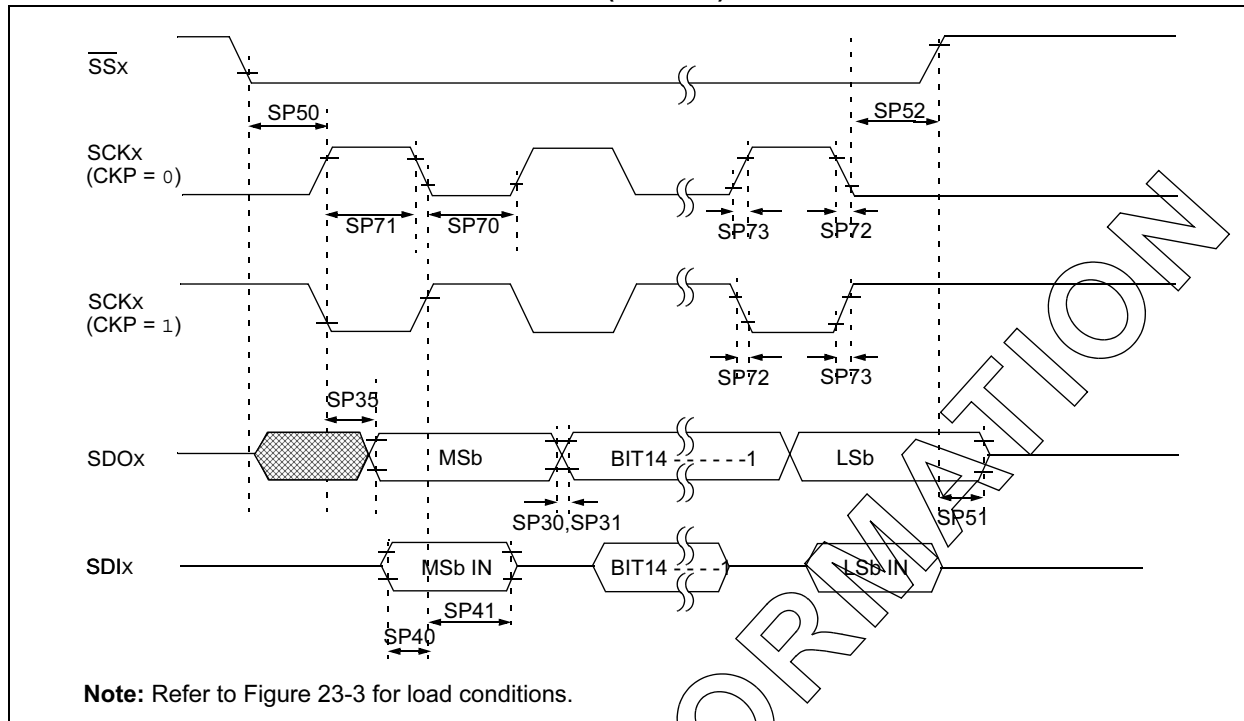 SSx
SP50
SP52
SCKx
(CKP = 0)
SP71
SP70
SP73
SP72
SCKx
(CKP = 1)
SP72
SP73
SP35
SDOx
MSb
BIT14 - - - - - -1
LSb
SP30,SP31
SP51
SDIx
MSb IN
BIT14 - - - -1
LSb IN
SP41
SP40
Note: Refer to Figure 23-3 for load conditions.
ORMATION